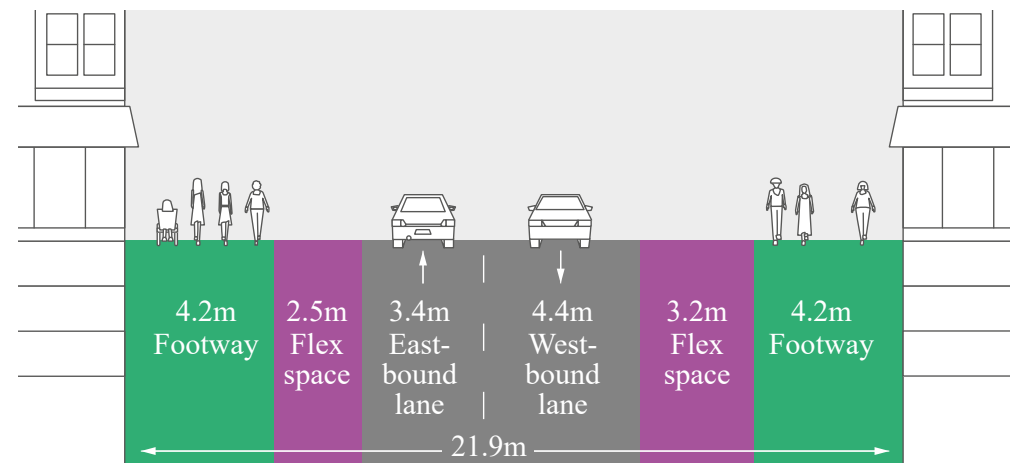 4.2m
Footway
2.5m
Flex
space
3.4m
East-
bound
lane
4.4m
West-
bound
lane
3.2m
Flex
space
4.2m
Footway
21.9m